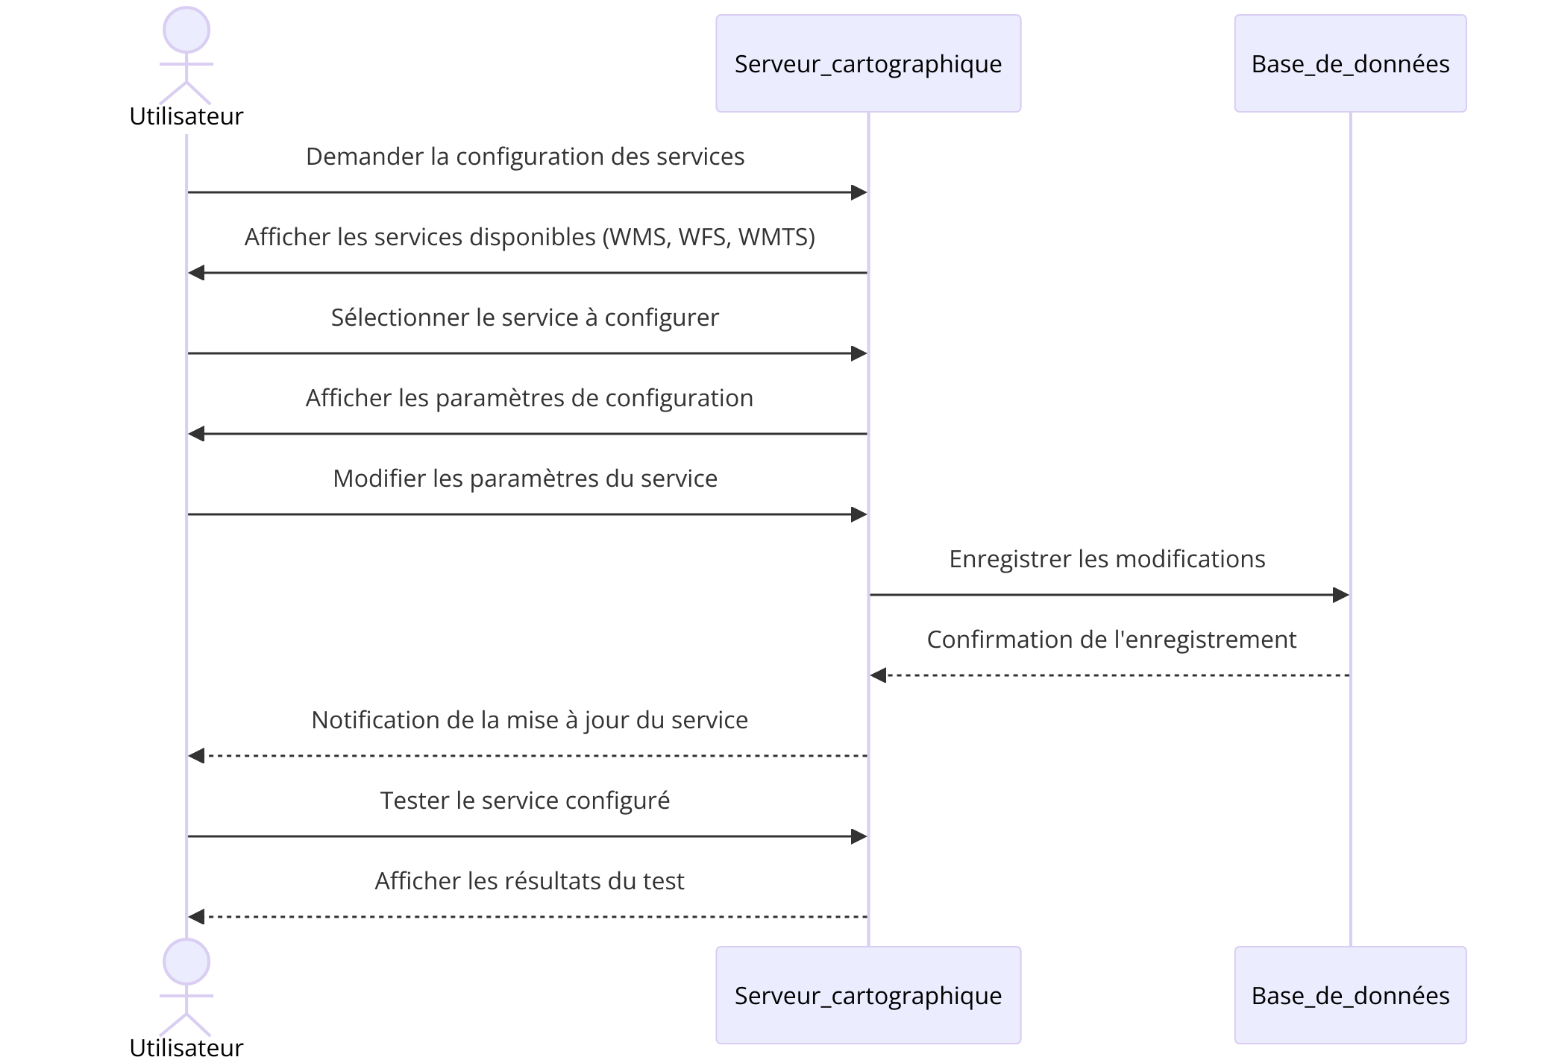 Utilisateur
Serveur_cartographique
Base_de_données
Demander la configuration des services
Afficher les services disponibles (WMS, WFS, WMTS)
Sélectionner le service à configurer
Afficher les paramètres de configuration
Modifier les paramètres du service
Enregistrer les modifications
Confirmation de l'enregistrement
Notification de la mise à jour du service
Tester le service configuré
Afficher les résultats du test
Utilisateur
Serveur_cartographique
Base_de_données